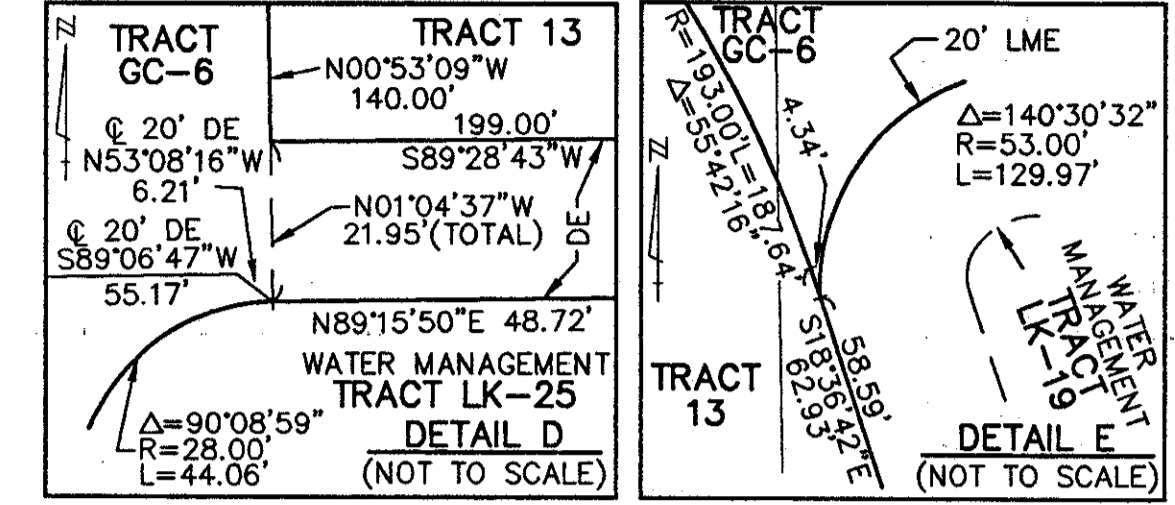 N
TRACT
GC-6
TRACT 13
N00°53'09"W
140.00'
199.00'
S89°28'43"W
℄ 20' DE
N53°08'16"W
6.21'
℄ 20' DE
S89°06'47"W
55.17'
N01°04'37"W
21.95'(TOTAL)
DE
N89°15'50"E 48.72'
WATER MANAGEMENT
TRACT LK-25
Δ=90°08'59"
R=28.00'
L=44.06'
DETAIL D
(NOT TO SCALE)
N
TRACT
GC-6
R=193.00' L=187.64'
Δ=55°42'16"
4.34'
20' LME
Δ=140°30'32"
R=53.00'
L=129.97'
WATER
MANAGEMENT
TRACT
LK-19
58.59'
S18°36'42"E
62.93'
TRACT
13
DETAIL E
(NOT TO SCALE)